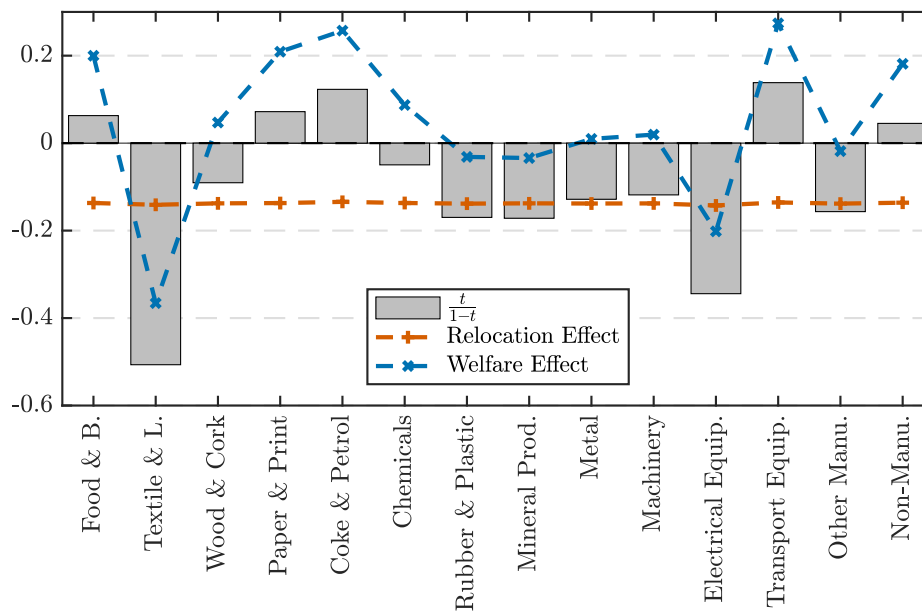 0.2
0
-0.2
-0.4
-0.6
t
1−t
Relocation Effect
Welfare Effect
Food & B.
Textile & L.
Wood & Cork
Paper & Print
Coke & Petrol
Chemicals
Rubber & Plastic
Mineral Prod.
Metal
Machinery
Electrical Equip.
Transport Equip.
Other Manu.
Non-Manu.